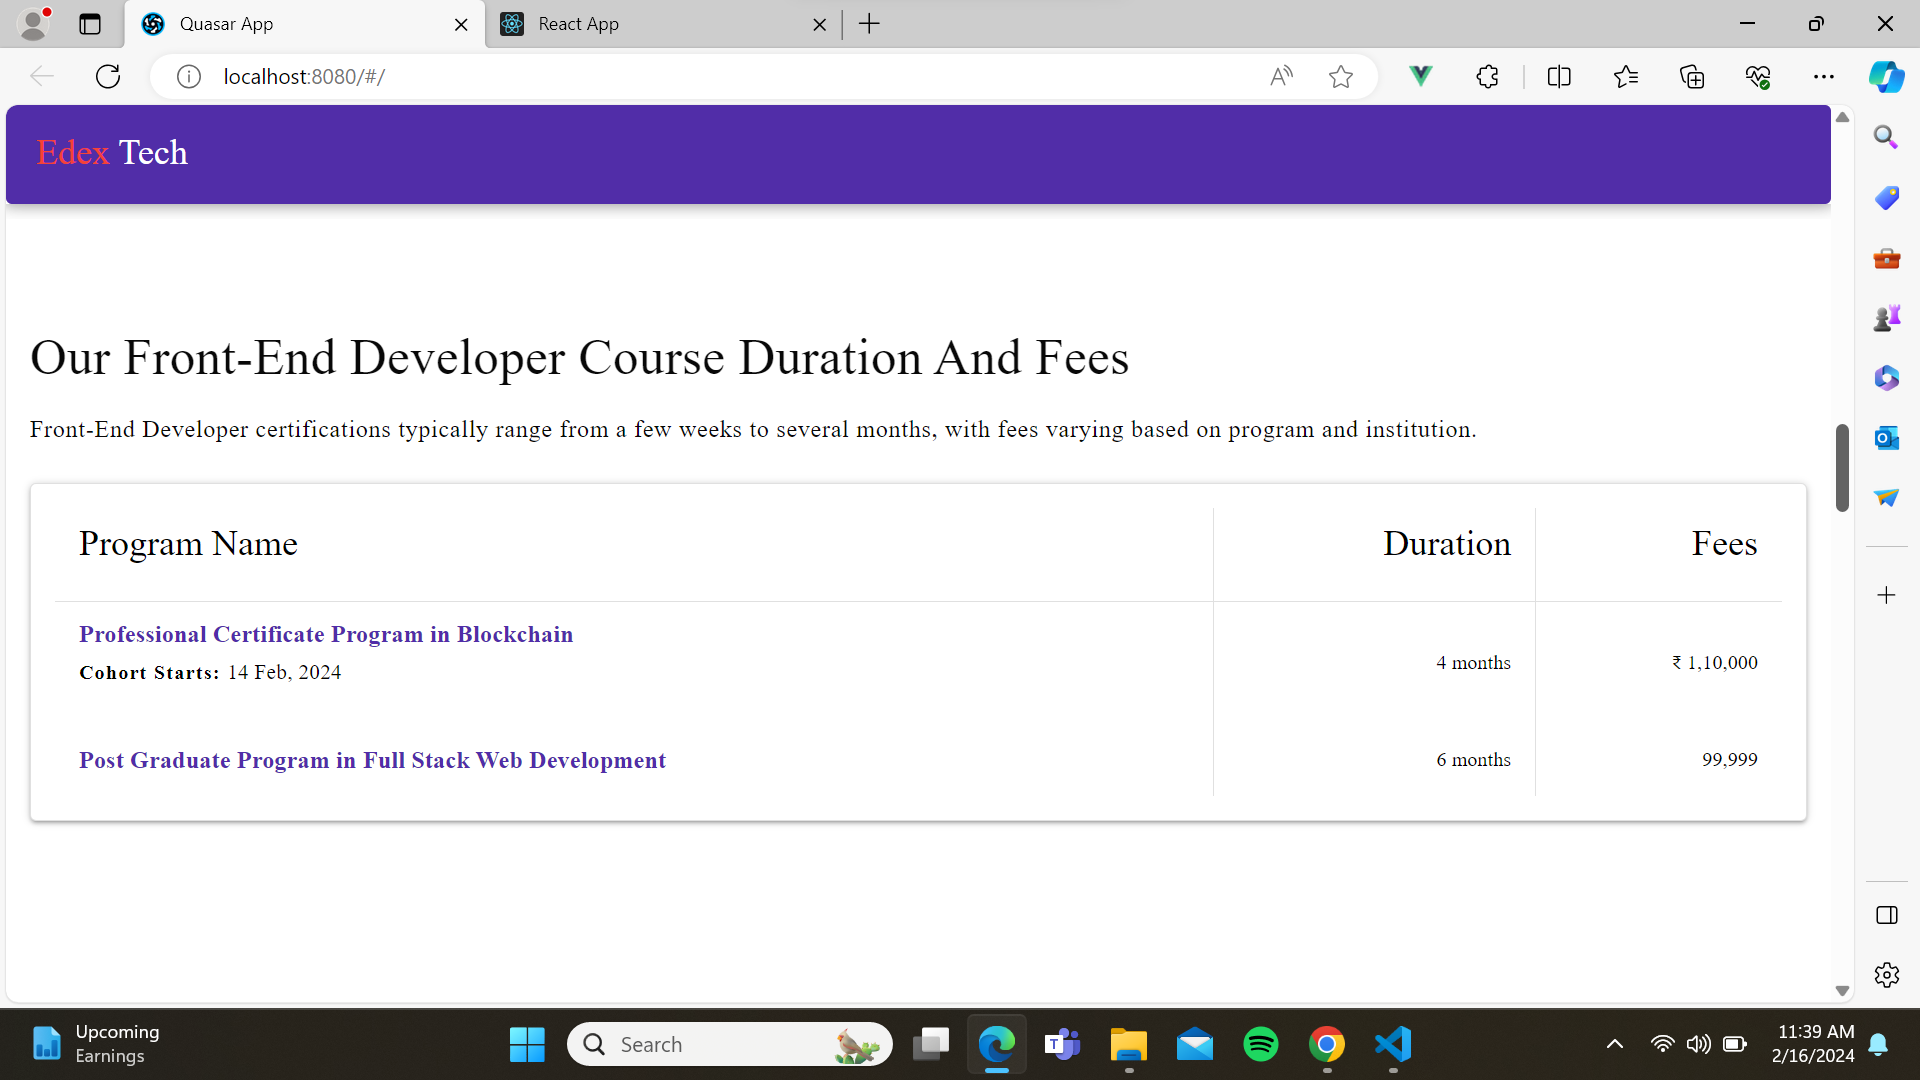 Quasar App
React App
localhost:8080/#/
Edex Tech
Our Front-End Developer Course Duration And Fees
Front-End Developer certifications typically range from a few weeks to several months, with fees varying based on program and institution.
Program Name Duration Fees
Professional Certificate Program in Blockchain
Cohort Starts: 14 Feb, 2024
4 months ₹ 1,10,000
Post Graduate Program in Full Stack Web Development 6 months 99,999
Upcoming
Earnings
Search
11:39 AM
2/16/2024